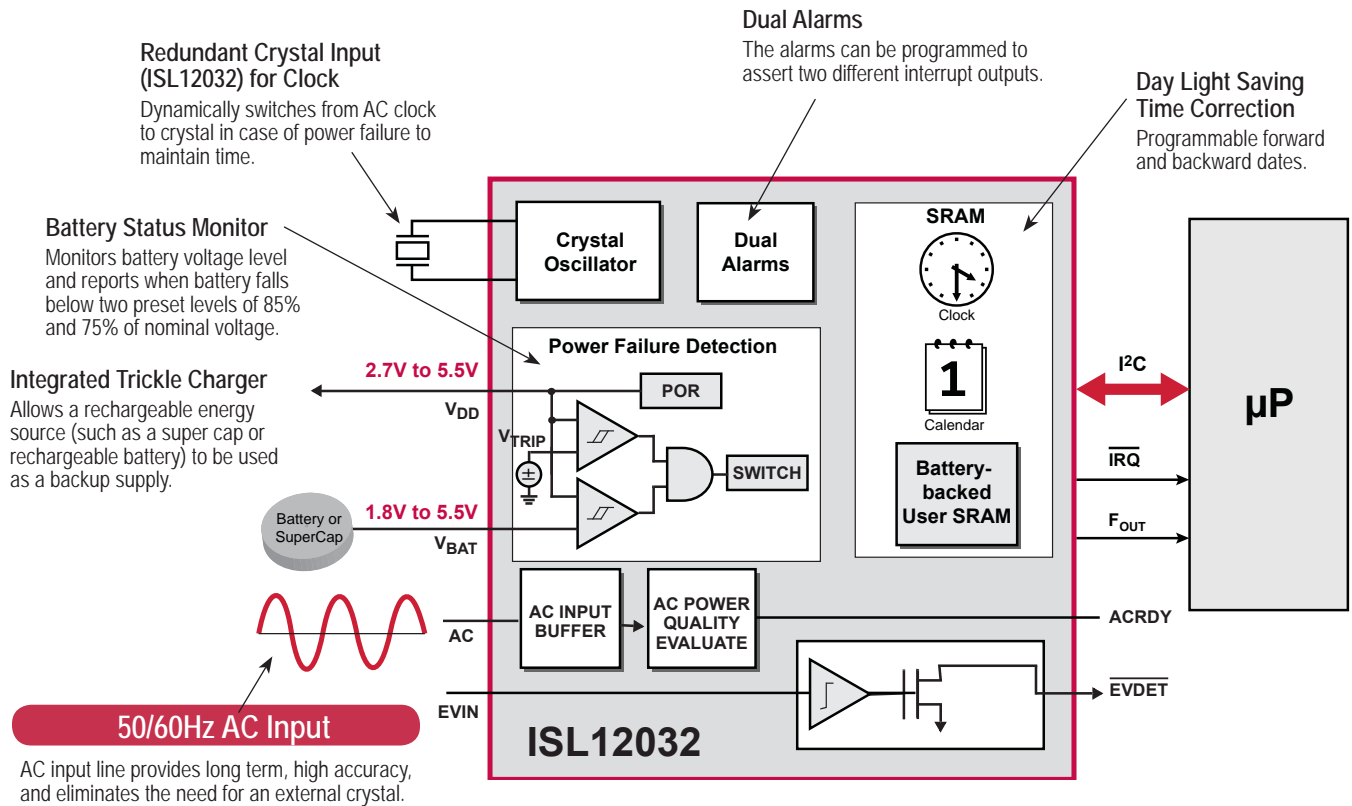 Dual Alarms
The alarms can be programmed to
assert two different interrupt outputs.
Redundant Crystal Input
(ISL12032) for Clock
Dynamically switches from AC clock
to crystal in case of power failure to
maintain time.
Day Light Saving
Time Correction
Programmable forward
and backward dates.
Battery Status Monitor
Monitors battery voltage level
and reports when battery falls
below two preset levels of 85%
and 75% of nominal voltage.
Integrated Trickle Charger
Allows a rechargeable energy
source (such as a super cap or
rechargeable battery) to be used
as a backup supply.
Crystal
Oscillator
Dual
Alarms
SRAM
Clock
1
Calendar
Battery-
backed
User SRAM
Power Failure Detection
2.7V to 5.5V
VDD
POR
VTRIP
±
SWITCH
Battery or
SuperCap
1.8V to 5.5V
VBAT
I²C
µP
IRQ
FOUT
AC
AC INPUT
BUFFER
AC POWER
QUALITY
EVALUATE
ACRDY
EVIN
EVDET
ISL12032
50/60Hz AC Input
AC input line provides long term, high accuracy,
and eliminates the need for an external crystal.